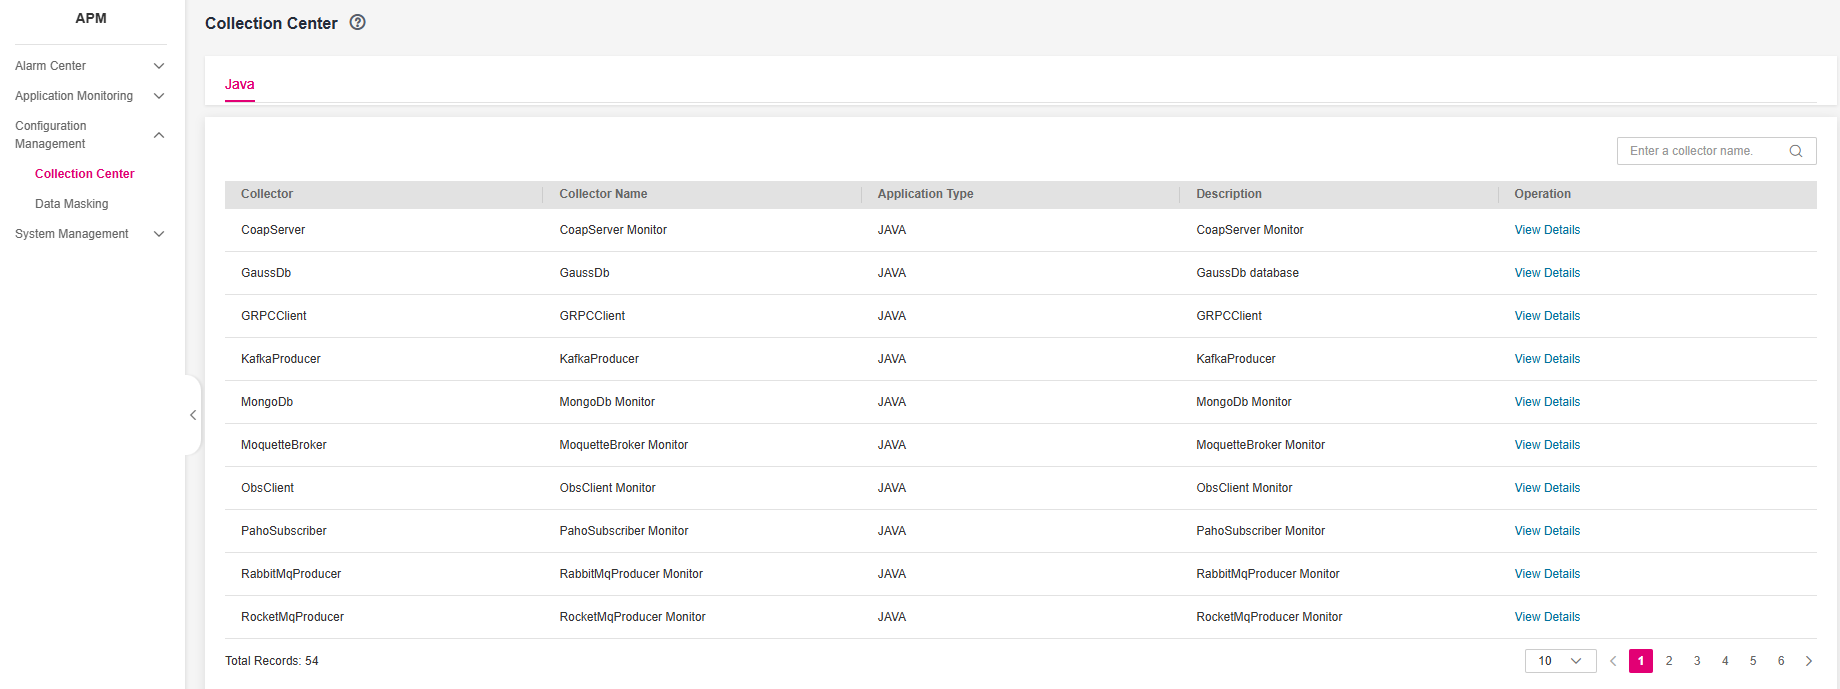 APM
Alarm Center
Application Monitoring
Configuration
Management
Collection Center
Data Masking
System Management
Collection Center ?
Java
Enter a collector name.
Collector Collector Name Application Type Description Operation
CoapServer CoapServer Monitor JAVA CoapServer Monitor View Details
GaussDb GaussDb JAVA GaussDb database View Details
GRPCClient GRPCClient JAVA GRPCClient View Details
KafkaProducer KafkaProducer JAVA KafkaProducer View Details
MongoDb MongoDb Monitor JAVA MongoDb Monitor View Details
MoquetteBroker MoquetteBroker Monitor JAVA MoquetteBroker Monitor View Details
ObsClient ObsClient Monitor JAVA ObsClient Monitor View Details
PahoSubscriber PahoSubscriber Monitor JAVA PahoSubscriber Monitor View Details
RabbitMqProducer RabbitMqProducer Monitor JAVA RabbitMqProducer Monitor View Details
RocketMqProducer RocketMqProducer Monitor JAVA RocketMqProducer Monitor View Details
Total Records: 54 10 1 2 3 4 5 6